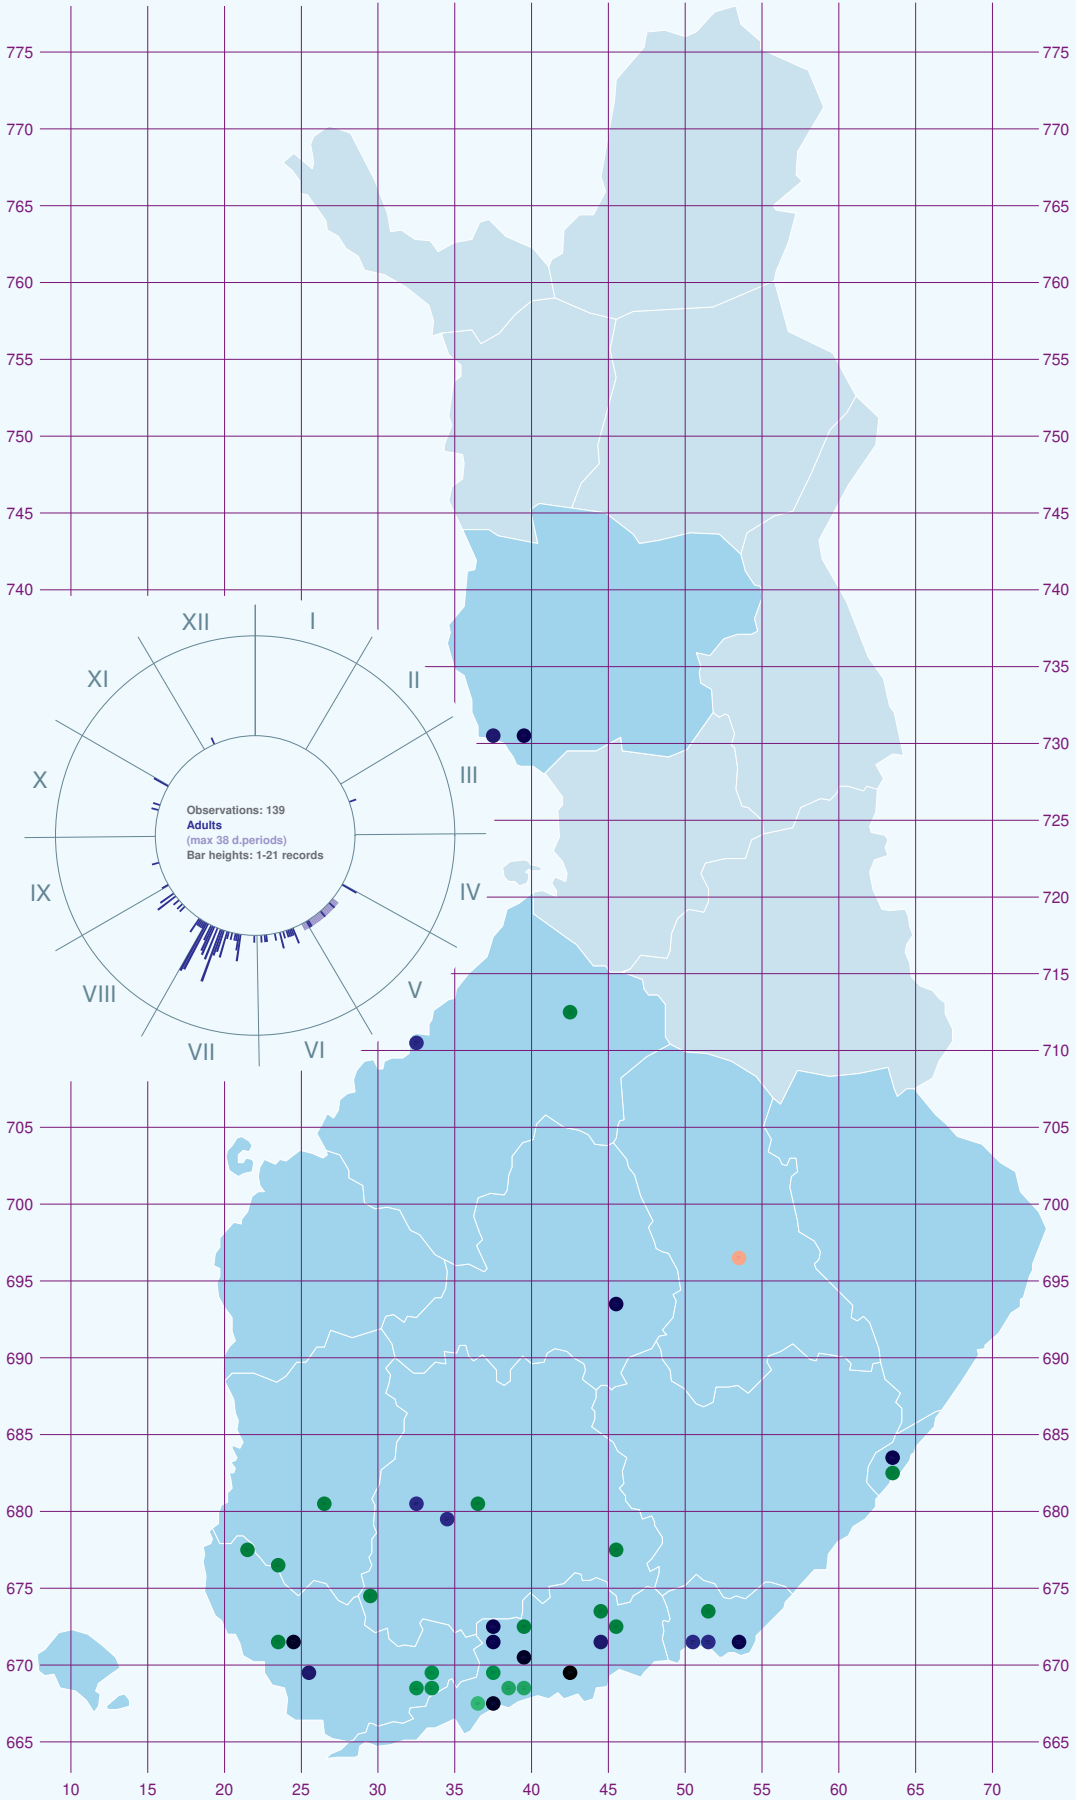 775 775
770 770
765 765
760 760
755 755
750 750
745 745
740 740
XII I
735
XI II
730
X III
Observations: 139
Adults
(max 38 d.periods)
Bar heights: 1-21 records
725
IX IV
720
VIII V
715
VII VI
710
705 705
700 700
695 695
690 690
685 685
680 680
675 675
670 670
665 665
10 15 20 25 30 35 40 45 50 55 60 65 70